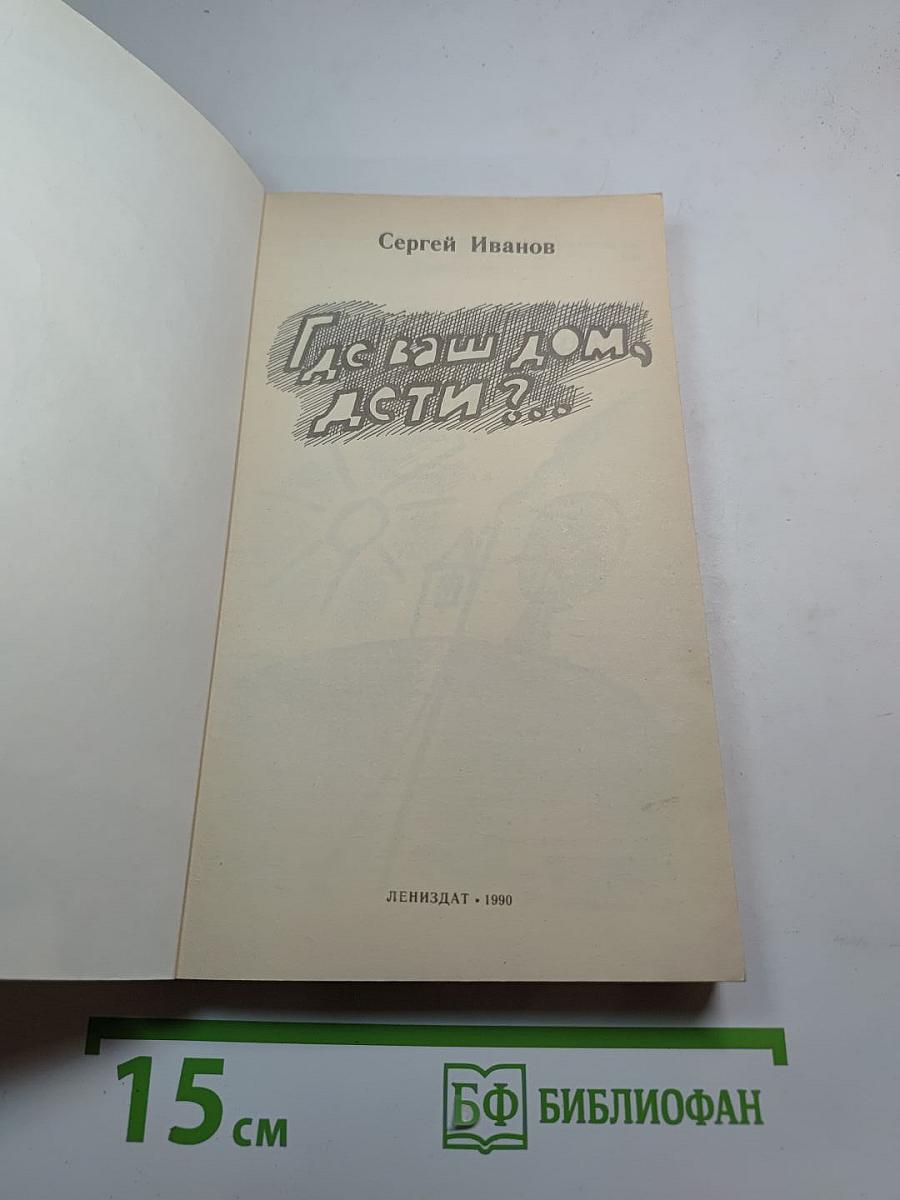 Сергей Иванов
Где ваш дом,
дети?...
ЛЕНИЗДАТ • 1990
15 см
БФ БИБЛИОФАН